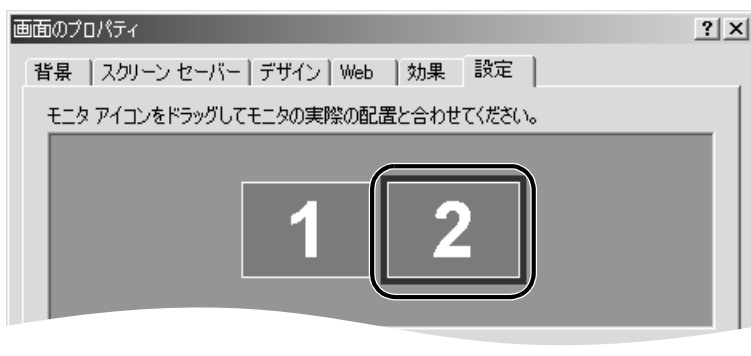 画面のプロパティ ? ×
背景 スクリーン セーバー デザイン Web 効果 設定
モニタ アイコンをドラッグしてモニタの実際の配置と合わせてください。
1 2